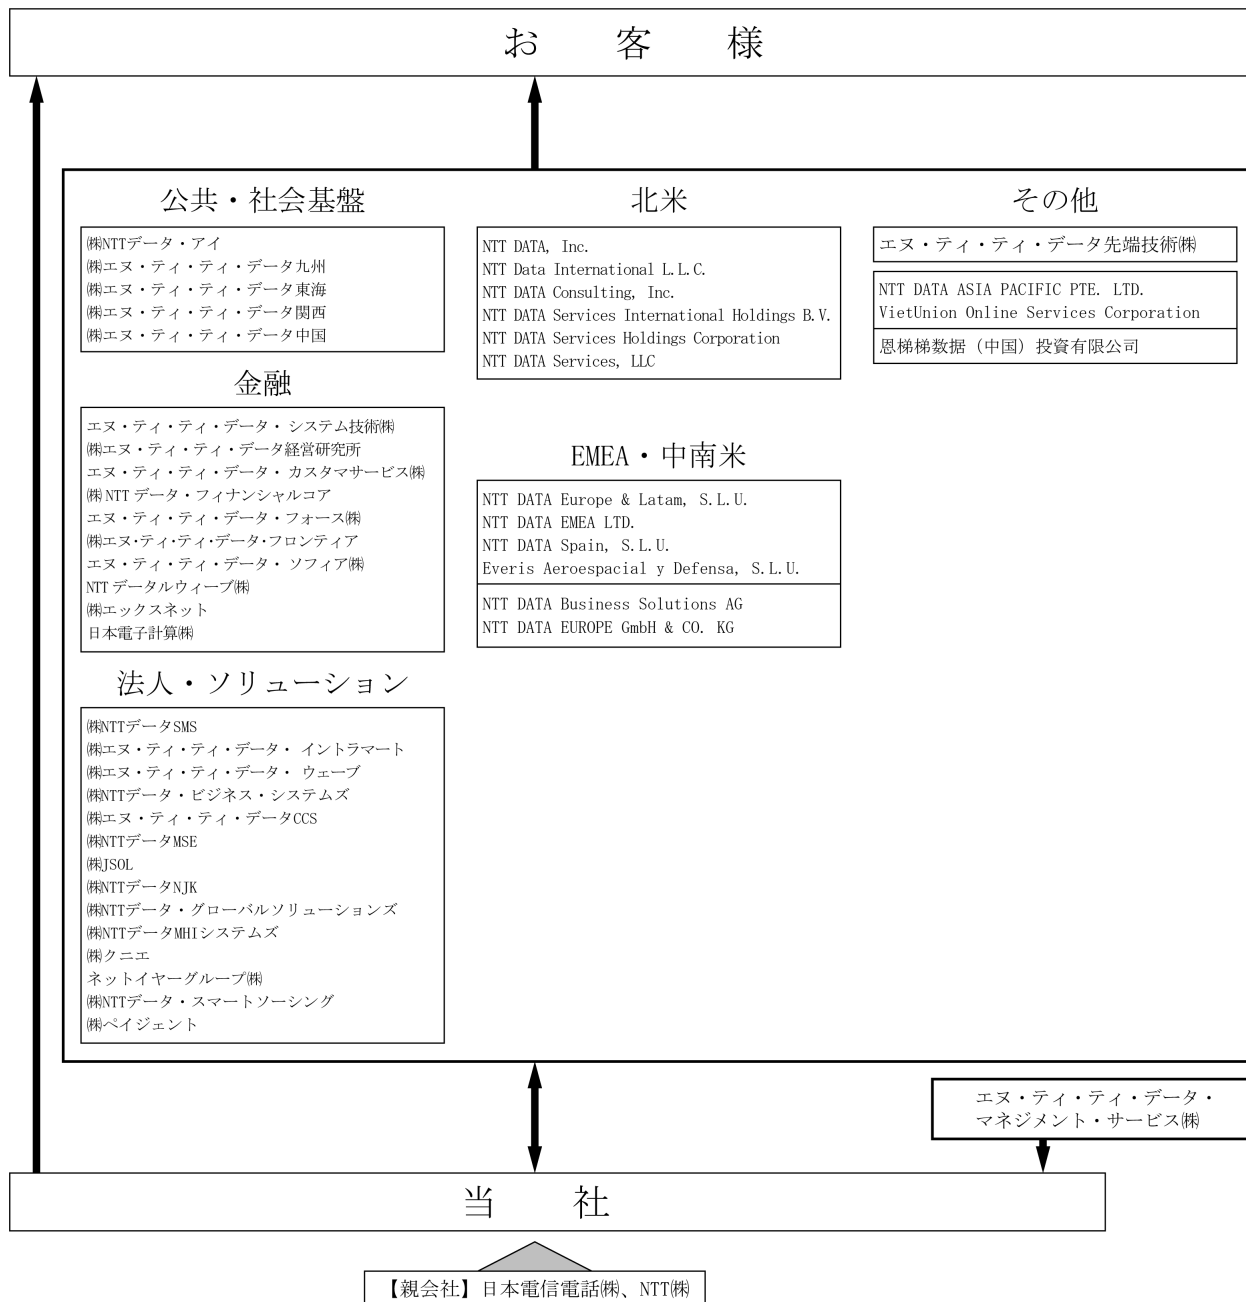 お客様
公共・社会基盤
㈱NTTデータ・アイ
㈱エヌ・ティ・ティ・データ九州
㈱エヌ・ティ・ティ・データ東海
㈱エヌ・ティ・ティ・データ関西
㈱エヌ・ティ・ティ・データ中国
金融
エヌ・ティ・ティ・データ・システム技術㈱
㈱エヌ・ティ・ティ・データ経営研究所
エヌ・ティ・ティ・データ・カスタマサービス㈱
㈱NTTデータ・フィナンシャルコア
エヌ・ティ・ティ・データ・フォース㈱
㈱エヌ・ティ・ティ・データ・フロンティア
エヌ・ティ・ティ・データ・ソフィア㈱
NTTデータルウィーブ㈱
㈱エックスネット
日本電子計算㈱
法人・ソリューション
㈱NTTデータSMS
㈱エヌ・ティ・ティ・データ・イントラマート
㈱エヌ・ティ・ティ・データ・ウェーブ
㈱NTTデータ・ビジネス・システムズ
㈱エヌ・ティ・ティ・データCCS
㈱NTTデータMSE
㈱JSOL
㈱NTTデータNJK
㈱NTTデータ・グローバルソリューションズ
㈱NTTデータMHIシステムズ
㈱クニエ
ネットイヤーグループ㈱
㈱NTTデータ・スマートソーシング
㈱ペイジェント
北米
NTT DATA, Inc.
NTT Data International L.L.C.
NTT DATA Consulting, Inc.
NTT DATA Services International Holdings B.V.
NTT DATA Services Holdings Corporation
NTT DATA Services, LLC
EMEA・中南米
NTT DATA Europe & Latam, S.L.U.
NTT DATA EMEA LTD.
NTT DATA Spain, S.L.U.
Everis Aeroespacial y Defensa, S.L.U.
NTT DATA Business Solutions AG
NTT DATA EUROPE GmbH & CO. KG
その他
エヌ・ティ・ティ・データ先端技術㈱
NTT DATA ASIA PACIFIC PTE. LTD.
VietUnion Online Services Corporation
恩梯梯数据（中国）投資有限公司
エヌ・ティ・ティ・データ・
マネジメント・サービス㈱
当社
【親会社】日本電信電話㈱、NTT㈱